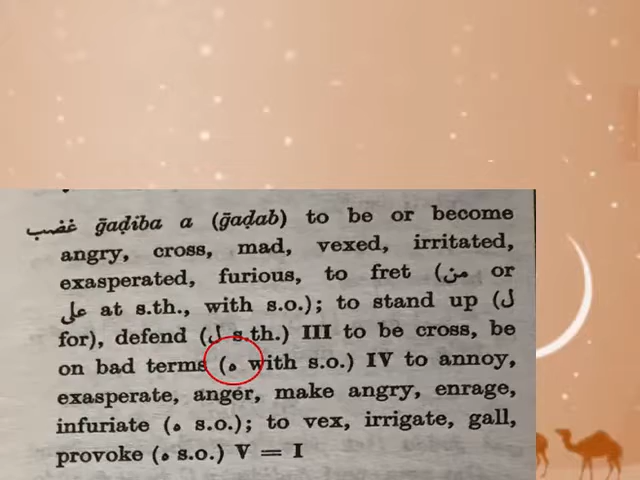 غضب ḡaḍiba a (ḡaḍab) to be or become
angry, cross, mad, vexed, irritated,
exasperated, furious, to fret (من or
على at s.th., with s.o.); to stand up (ل
for), defend (ل s.th.) III to be cross, be
on bad terms (ه with s.o.) IV to annoy,
exasperate, anger, make angry, enrage,
infuriate (ه s.o.); to vex, irrigate, gall,
provoke (ه s.o.) V = I